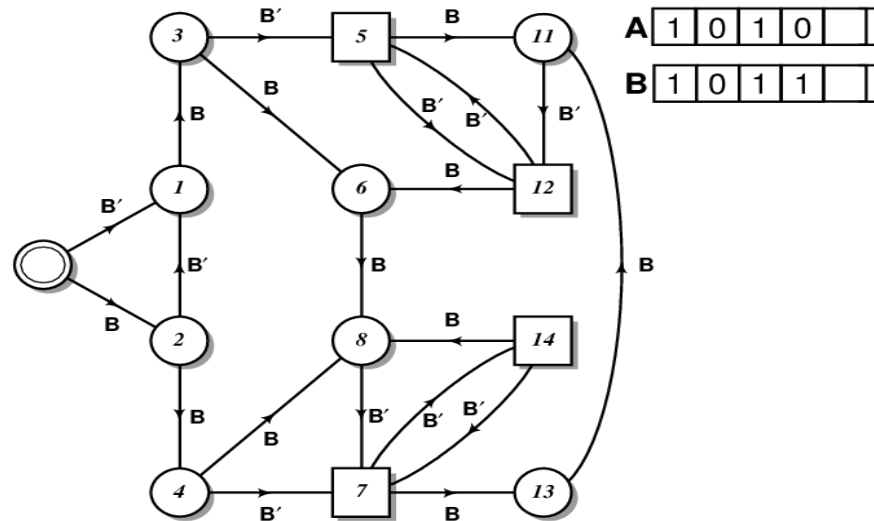 3 B′ 5 B 11 A 1 0 1 0
B 1 0 1 1
B B′ B′ B′
B
1 6 B 12
B′
B′ B B
B
2 8 B 14
B B′ B′ B′
B
4 B′ 7 B 13